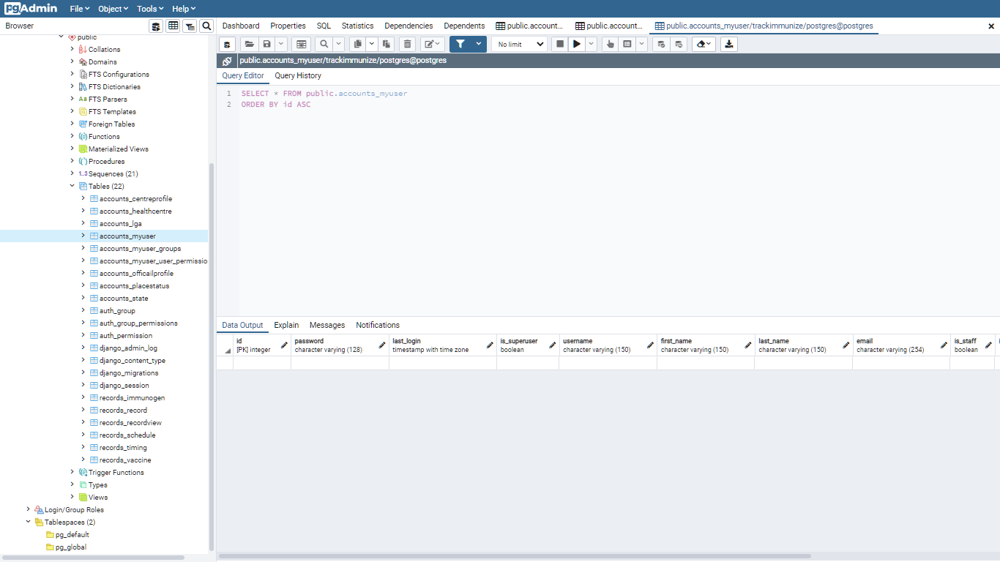 pgAdmin File Object Tools Help
Browser
Dashboard Properties SQL Statistics Dependencies Dependents public.account... public.account... public.accounts_myuser/trackimmunize/postgres@postgres
No limit
public.accounts_myuser/trackimmunize/postgres@postgres
Query Editor Query History
1 SELECT * FROM public.accounts_myuser
2 ORDER BY id ASC
public
Collations
Domains
FTS Configurations
FTS Dictionaries
FTS Parsers
FTS Templates
Foreign Tables
Functions
Materialized Views
Procedures
1..3 Sequences (21)
Tables (22)
accounts_centreprofile
accounts_healthcentre
accounts_lga
accounts_myuser
accounts_myuser_groups
accounts_myuser_user_permissio
accounts_officailprofile
accounts_placestatus
accounts_state
auth_group
auth_group_permissions
auth_permission
django_admin_log
django_content_type
django_migrations
django_session
records_immunogen
records_record
records_recordview
records_schedule
records_timing
records_vaccine
Trigger Functions
Types
Views
Login/Group Roles
Tablespaces (2)
pg_default
pg_global
Data Output Explain Messages Notifications
id password last_login is_superuser username first_name last_name email is_staff
[PK] integer character varying (128) timestamp with time zone boolean character varying (150) character varying (150) character varying (150) character varying (254) boolean